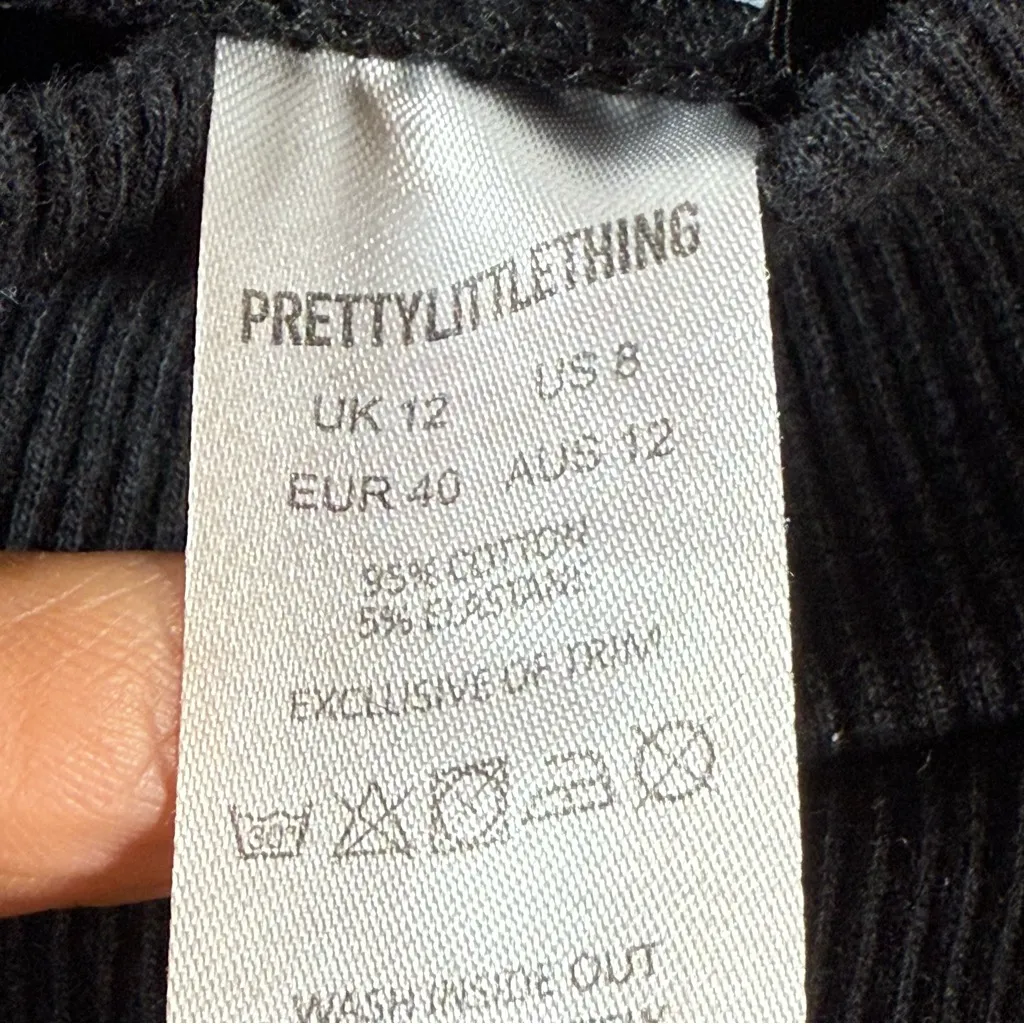 PRETTYLITTLETHING
UK 12 US 8
EUR 40 AUS 12
95% COTTON
5% ELASTANE
EXCLUSIVE OF TRIM
30°
WASH INSIDE OUT